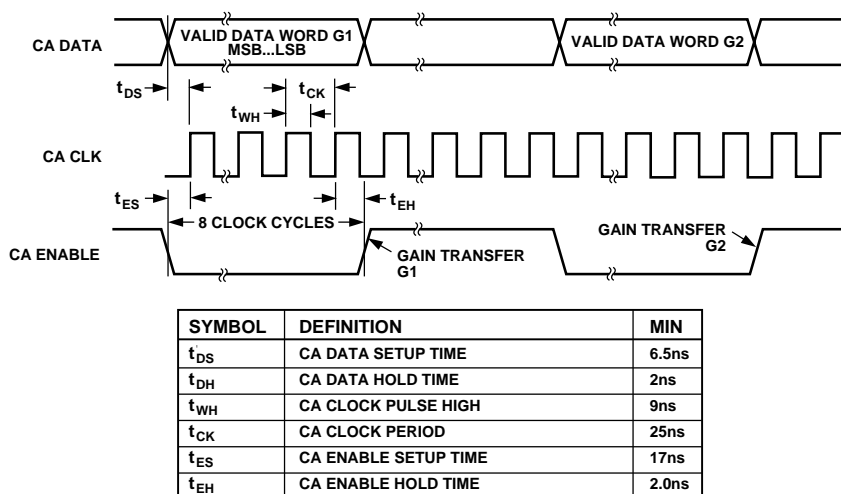 CA DATA
VALID DATA WORD G1
MSB...LSB
VALID DATA WORD G2
tDS
tCK
tWH
CA CLK
tES
8 CLOCK CYCLES
tEH
CA ENABLE
GAIN TRANSFER
G1
GAIN TRANSFER
G2
SYMBOL DEFINITION MIN
tDS CA DATA SETUP TIME 6.5ns
tDH CA DATA HOLD TIME 2ns
tWH CA CLOCK PULSE HIGH 9ns
tCK CA CLOCK PERIOD 25ns
tES CA ENABLE SETUP TIME 17ns
tEH CA ENABLE HOLD TIME 2.0ns